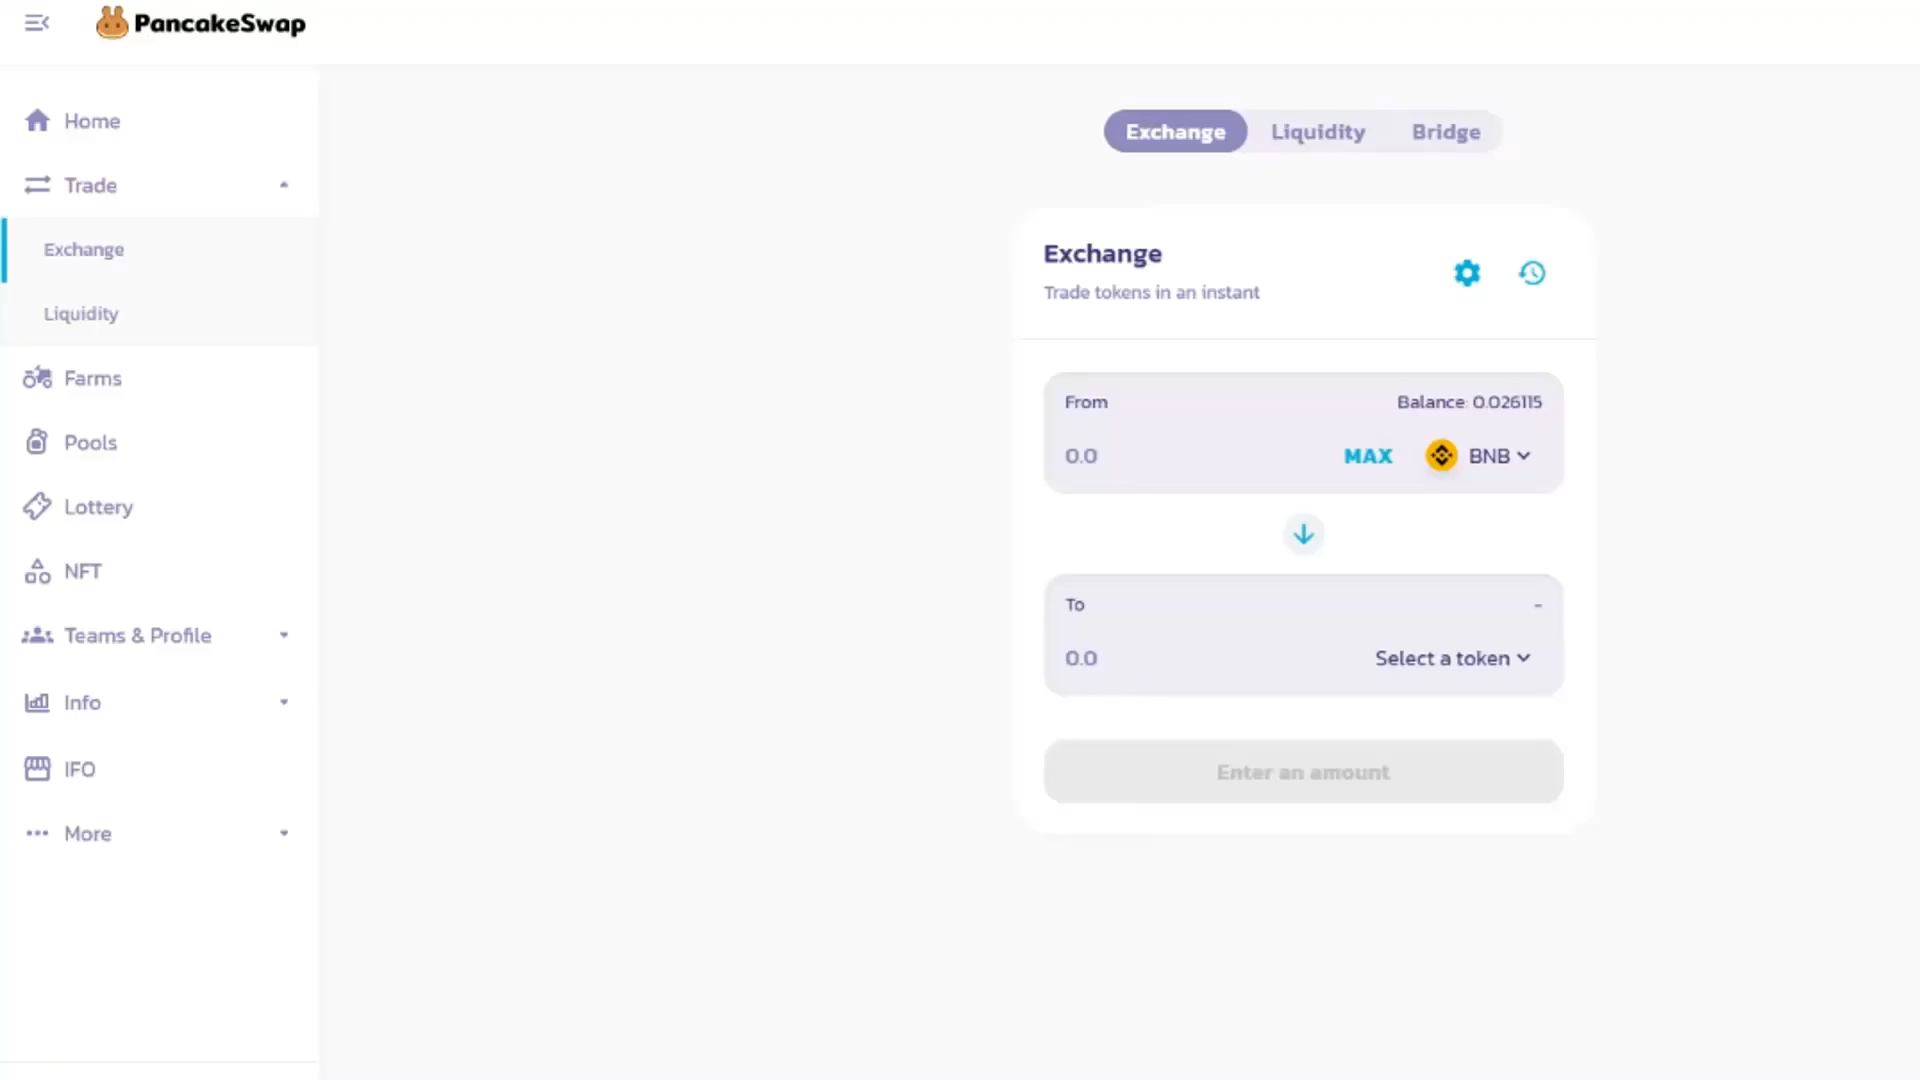 PancakeSwap
Home
Trade
Exchange
Liquidity
Farms
Pools
Lottery
NFT
Teams & Profile
Info
IFO
More
Exchange Liquidity Bridge
Exchange
Trade tokens in an instant
From Balance: 0.026115
0.0 MAX BNB
To -
0.0 Select a token
Enter an amount